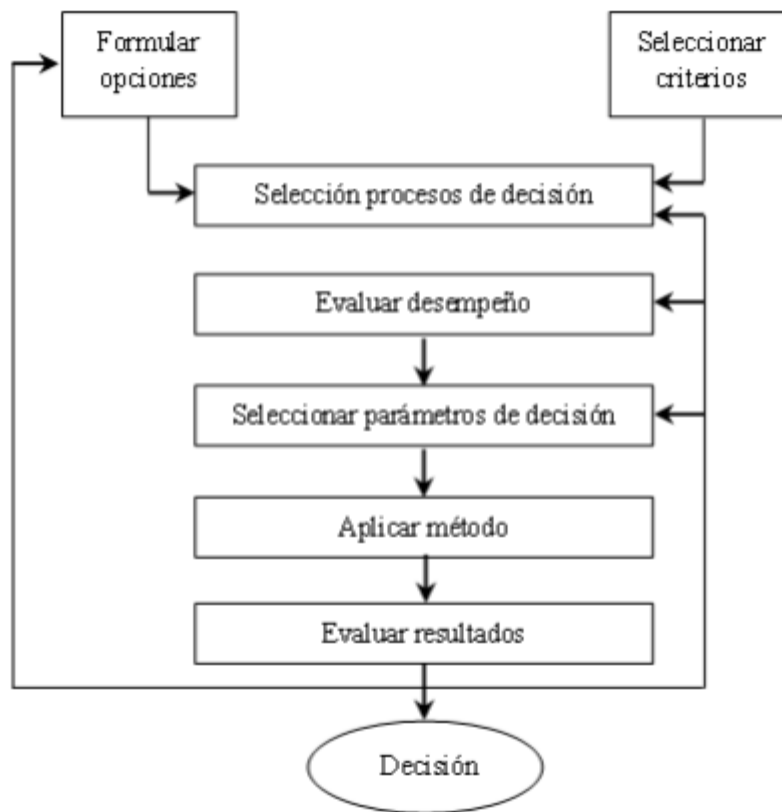 Formular
opciones
Seleccionar
criterios
Selección procesos de decisión
Evaluar desempeño
Seleccionar parámetros de decisión
Aplicar método
Evaluar resultados
Decisión